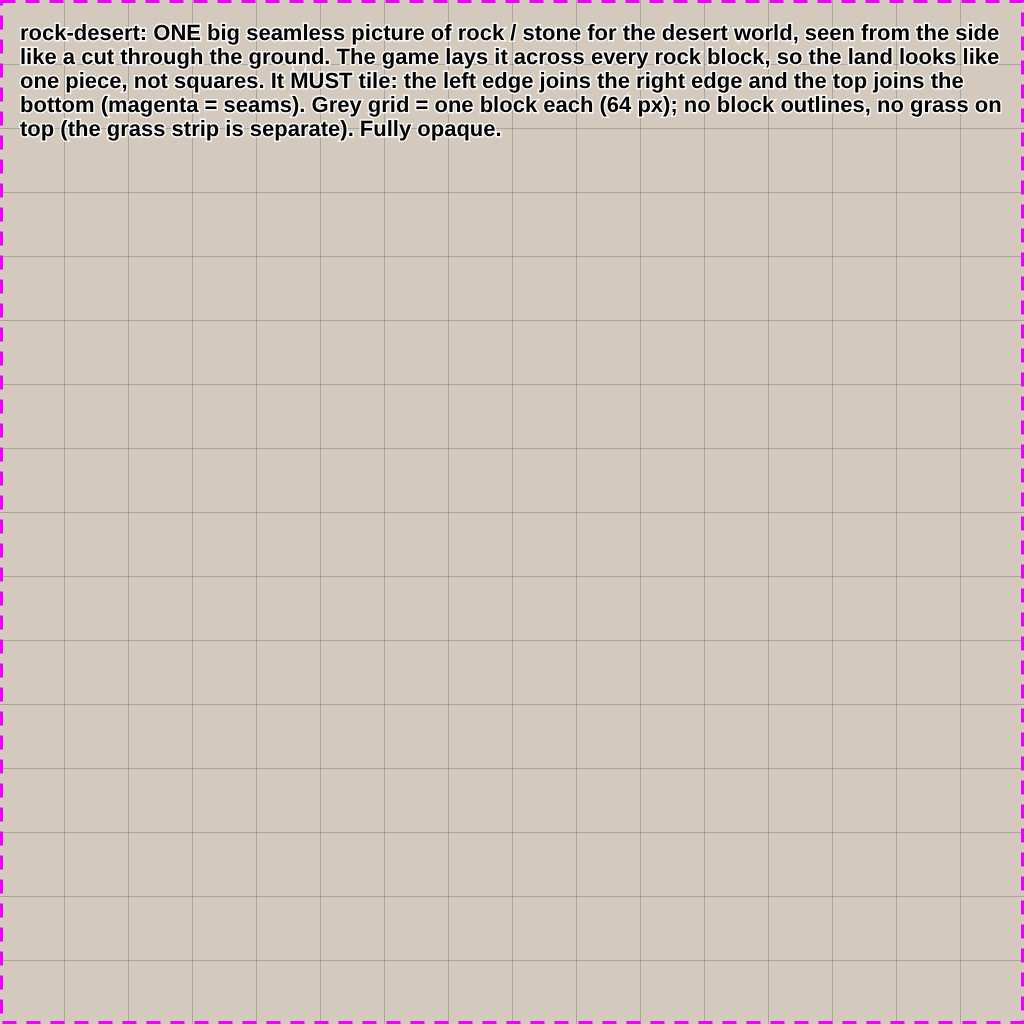 rock-desert: ONE big seamless picture of rock / stone for the desert world, seen from the side
like a cut through the ground. The game lays it across every rock block, so the land looks like
one piece, not squares. It MUST tile: the left edge joins the right edge and the top joins the
bottom (magenta = seams). Grey grid = one block each (64 px); no block outlines, no grass on
top (the grass strip is separate). Fully opaque.